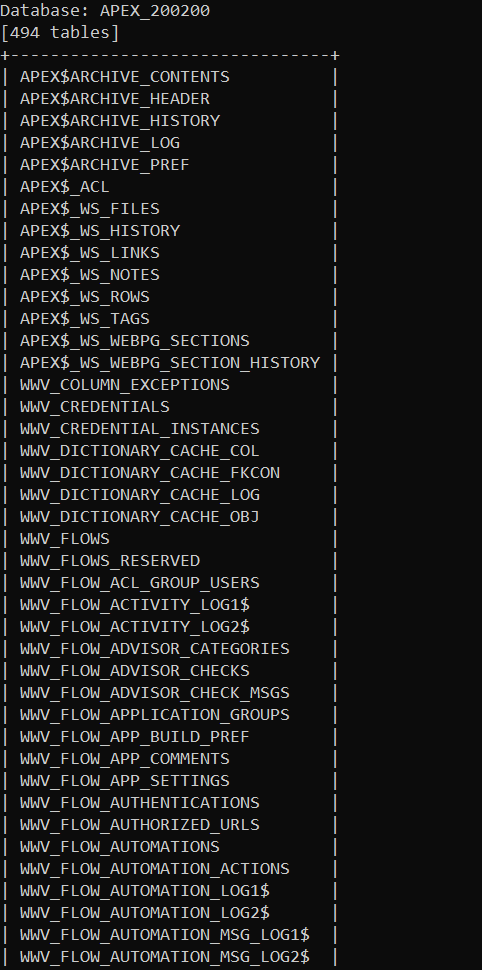 Database: APEX_200200
[494 tables]
+--------------------------------+
| APEX$ARCHIVE_CONTENTS |
| APEX$ARCHIVE_HEADER |
| APEX$ARCHIVE_HISTORY |
| APEX$ARCHIVE_LOG |
| APEX$ARCHIVE_PREF |
| APEX$_ACL |
| APEX$_WS_FILES |
| APEX$_WS_HISTORY |
| APEX$_WS_LINKS |
| APEX$_WS_NOTES |
| APEX$_WS_ROWS |
| APEX$_WS_TAGS |
| APEX$_WS_WEBPG_SECTIONS |
| APEX$_WS_WEBPG_SECTION_HISTORY |
| WWV_COLUMN_EXCEPTIONS |
| WWV_CREDENTIALS |
| WWV_CREDENTIAL_INSTANCES |
| WWV_DICTIONARY_CACHE_COL |
| WWV_DICTIONARY_CACHE_FKCON |
| WWV_DICTIONARY_CACHE_LOG |
| WWV_DICTIONARY_CACHE_OBJ |
| WWV_FLOWS |
| WWV_FLOWS_RESERVED |
| WWV_FLOW_ACL_GROUP_USERS |
| WWV_FLOW_ACTIVITY_LOG1$ |
| WWV_FLOW_ACTIVITY_LOG2$ |
| WWV_FLOW_ADVISOR_CATEGORIES |
| WWV_FLOW_ADVISOR_CHECKS |
| WWV_FLOW_ADVISOR_CHECK_MSGS |
| WWV_FLOW_APPLICATION_GROUPS |
| WWV_FLOW_APP_BUILD_PREF |
| WWV_FLOW_APP_COMMENTS |
| WWV_FLOW_APP_SETTINGS |
| WWV_FLOW_AUTHENTICATIONS |
| WWV_FLOW_AUTHORIZED_URLS |
| WWV_FLOW_AUTOMATIONS |
| WWV_FLOW_AUTOMATION_ACTIONS |
| WWV_FLOW_AUTOMATION_LOG1$ |
| WWV_FLOW_AUTOMATION_LOG2$ |
| WWV_FLOW_AUTOMATION_MSG_LOG1$ |
| WWV_FLOW_AUTOMATION_MSG_LOG2$ |